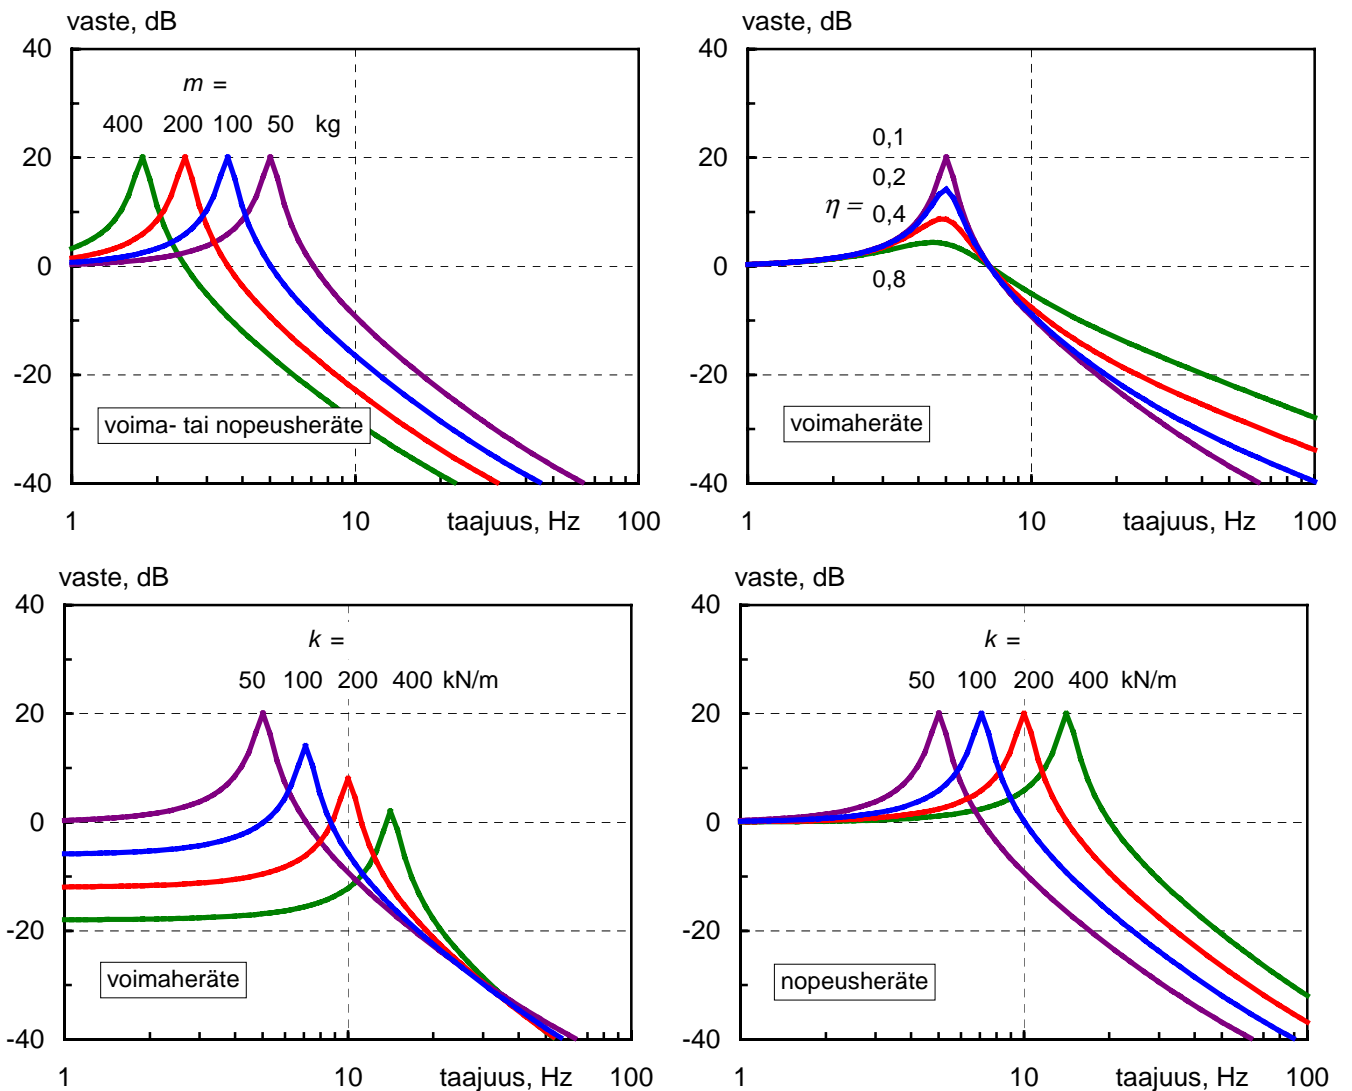 vaste, dB
40
20
0
-20
-40
m =
400 200 100 50 kg
voima- tai nopeusheräte
1 10 taajuus, Hz 100
vaste, dB
40
20
0
-20
-40
0,1
0,2
η = 0,4
0,8
voimaheräte
1 10 taajuus, Hz 100
vaste, dB
40
20
0
-20
-40
k =
50 100 200 400 kN/m
voimaheräte
1 10 taajuus, Hz 100
vaste, dB
40
20
0
-20
-40
k =
50 100 200 400 kN/m
nopeusheräte
1 10 taajuus, Hz 100